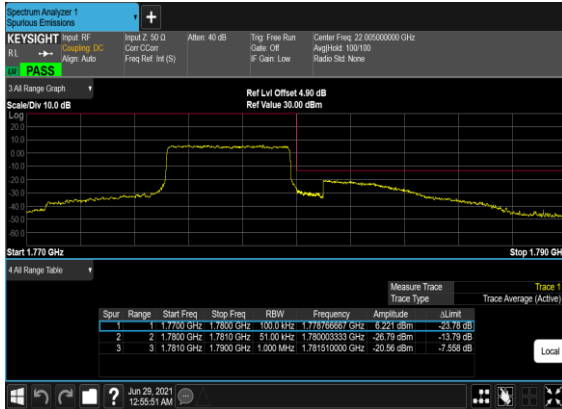 Spectrum Analyzer 1
Spurious Emissions
+
KEYSIGHT Input: RF Input Z: 50 Ω Atten: 40 dB Trig: Free Run Center Freq: 22.005000000 GHz
RL Coupling: DC Corr CCorr Gate: Off Avg|Hold: 100/100
Align: Auto Freq Ref: Int (S) IF Gain: Low Radio Std: None
PASS
3 All Range Graph
Ref Lvl Offset 4.90 dB
Scale/Div 10.0 dB Ref Value 30.00 dBm
Log
20.0
10.0
0.00
-10.0
-20.0
-30.0
-40.0
-50.0
-60.0
Start 1.770 GHz Stop 1.790 GH
4 All Range Table
Measure Trace Trace 1
Trace Type Trace Average (Active)
Spur Range Start Freq Stop Freq RBW Frequency Amplitude ΔLimit
1 1 1.7700 GHz 1.7800 GHz 100.0 kHz 1.778766667 GHz 6.221 dBm -23.78 dB
2 2 1.7800 GHz 1.7810 GHz 51.00 kHz 1.780003333 GHz -26.79 dBm -13.79 dB
3 3 1.7810 GHz 1.7900 GHz 1.000 MHz 1.781510000 GHz -20.56 dBm -7.558 dB
Local
? Jun 29, 2021
12:55:51 AM